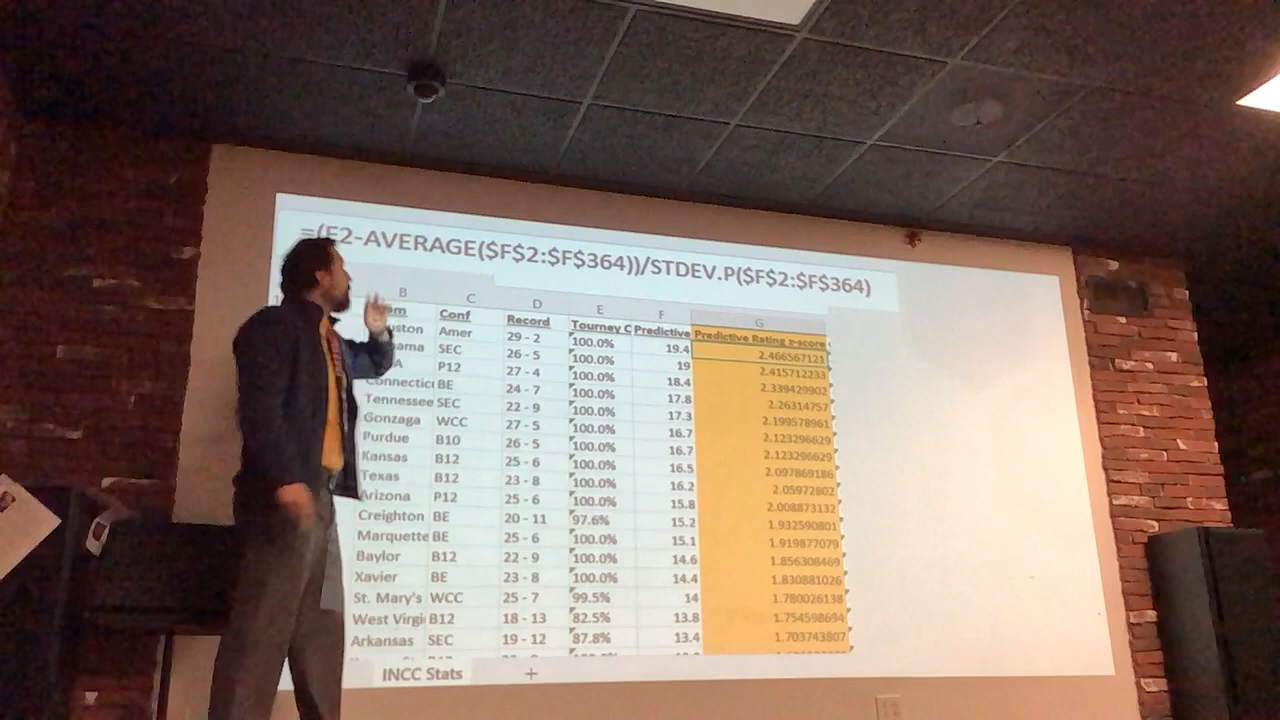 =(F2-AVERAGE($F$2:$F$364))/STDEV.P($F$2:$F$364)
B C D E F G
am Conf Record Tourney C Predictive Predictive Rating z-score
uston Amer 29 - 2 100.0% 19.4 2.466567121
ama SEC 26 - 5 100.0% 19 2.415712233
A P12 27 - 4 100.0% 18.4 2.339429902
Connectic BE 24 - 7 100.0% 17.8 2.26314757
Tennessee SEC 22 - 9 100.0% 17.3 2.199578961
Gonzaga WCC 27 - 5 100.0% 16.7 2.123296629
Purdue B10 26 - 5 100.0% 16.7 2.123296629
Kansas B12 25 - 6 100.0% 16.5 2.097869186
Texas B12 23 - 8 100.0% 16.2 2.05972802
Arizona P12 25 - 6 100.0% 15.8 2.008873132
Creighton BE 20 - 11 97.6% 15.2 1.932590801
Marquette BE 25 - 6 100.0% 15.1 1.919877079
Baylor B12 22 - 9 100.0% 14.6 1.856308469
Xavier BE 23 - 8 100.0% 14.4 1.830881026
St. Mary's WCC 25 - 7 99.5% 14 1.780026138
West Virgi B12 18 - 13 82.5% 13.8 1.754598694
Arkansas SEC 19 - 12 87.8% 13.4 1.703743807
INCC Stats +